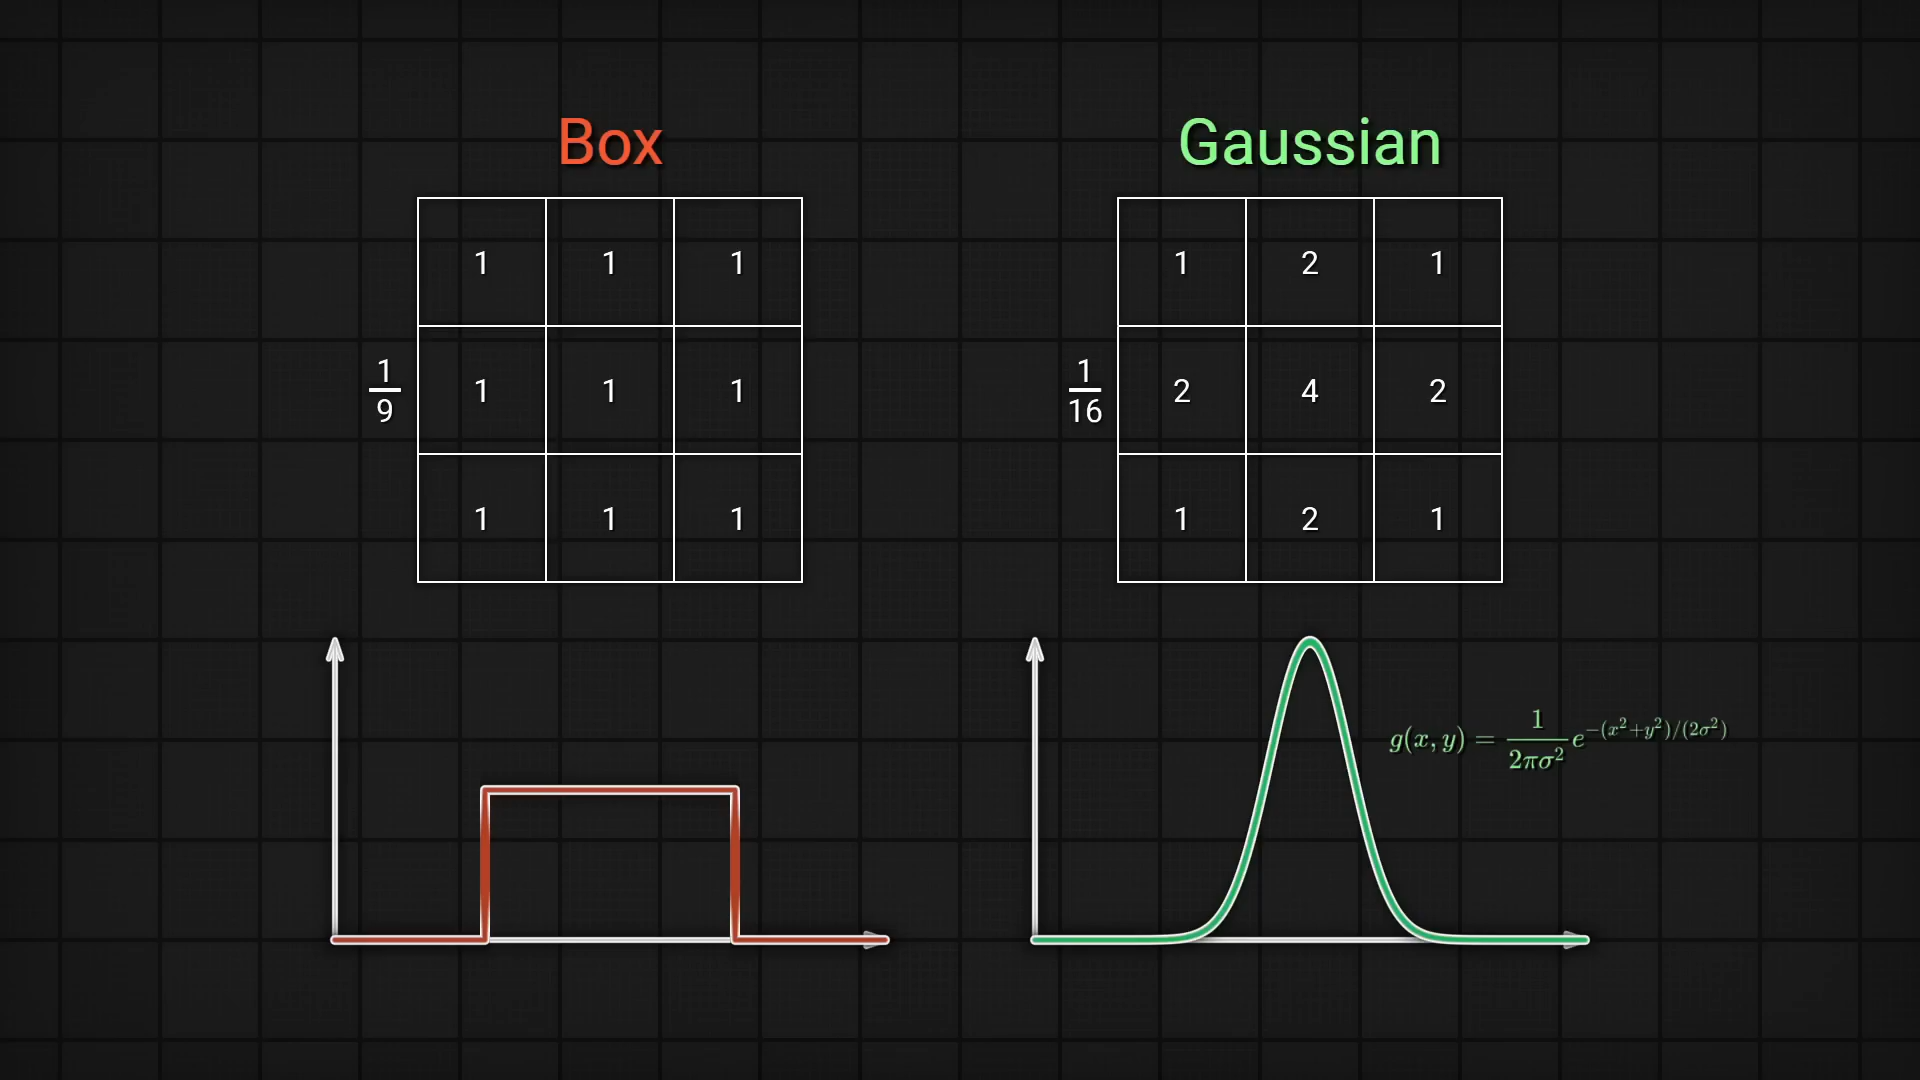 Box
1 1 1
1/9 1 1 1
1 1 1
Gaussian
1 2 1
1/16 2 4 2
1 2 1
g(x, y) = 1/(2πσ²) e^(−(x²+y²)/(2σ²))